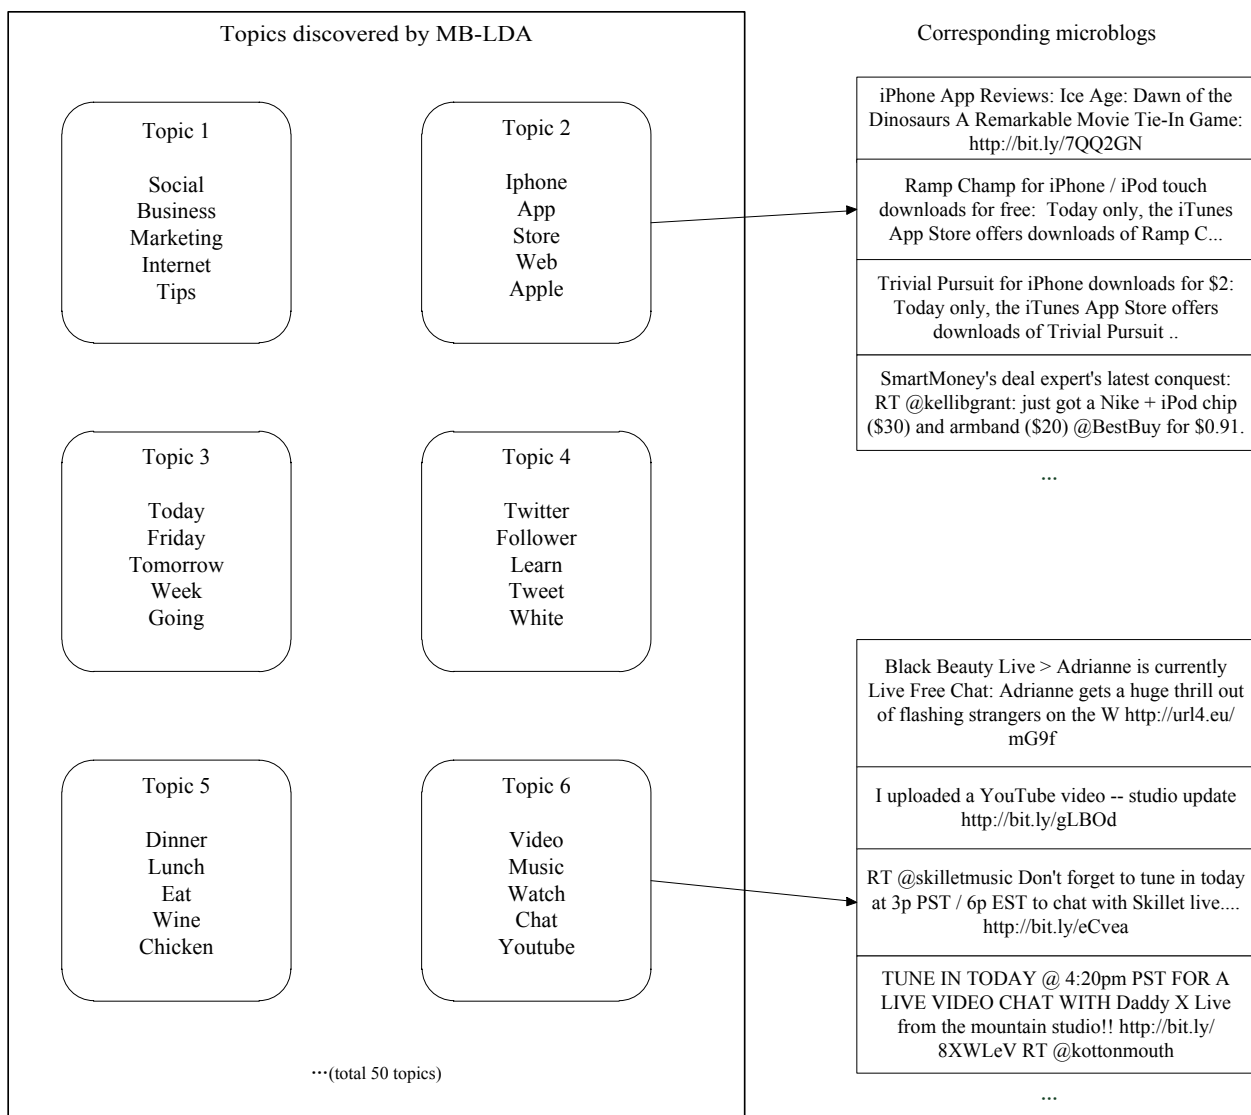 Topics discovered by MB-LDA
Topic 1
Social
Business
Marketing
Internet
Tips
Topic 2
Iphone
App
Store
Web
Apple
Topic 3
Today
Friday
Tomorrow
Week
Going
Topic 4
Twitter
Follower
Learn
Tweet
White
Topic 5
Dinner
Lunch
Eat
Wine
Chicken
Topic 6
Video
Music
Watch
Chat
Youtube
···(total 50 topics)
Corresponding microblogs
iPhone App Reviews: Ice Age: Dawn of the
Dinosaurs A Remarkable Movie Tie-In Game:
http://bit.ly/7QQ2GN
Ramp Champ for iPhone / iPod touch
downloads for free:  Today only, the iTunes
App Store offers downloads of Ramp C...
Trivial Pursuit for iPhone downloads for $2:
Today only, the iTunes App Store offers
downloads of Trivial Pursuit ..
SmartMoney's deal expert's latest conquest:
RT @kellibgrant: just got a Nike + iPod chip
($30) and armband ($20) @BestBuy for $0.91.
...
Black Beauty Live > Adrianne is currently
Live Free Chat: Adrianne gets a huge thrill out
of flashing strangers on the W http://url4.eu/
mG9f
I uploaded a YouTube video -- studio update
http://bit.ly/gLBOd
RT @skilletmusic Don't forget to tune in today
at 3p PST / 6p EST to chat with Skillet live....
http://bit.ly/eCvea
TUNE IN TODAY @ 4:20pm PST FOR A
LIVE VIDEO CHAT WITH Daddy X Live
from the mountain studio!! http://bit.ly/
8XWLeV RT @kottonmouth
...